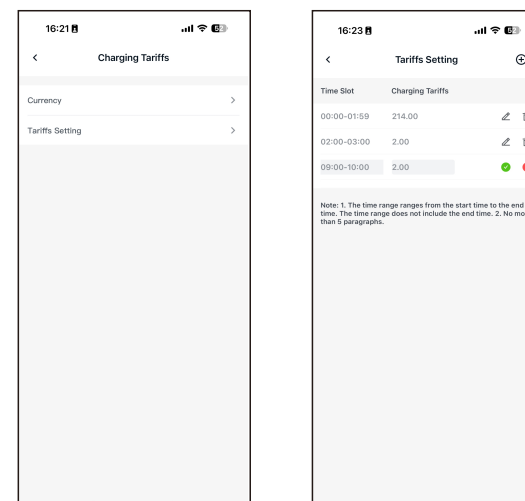 16:21
Charging Tariffs
Currency
Tariffs Setting
16:23
Tariffs Setting
Time Slot Charging Tariffs
00:00-01:59 214.00
02:00-03:00 2.00
09:00-10:00 2.00
Note: 1. The time range ranges from the start time to the end
time. The time range does not include the end time. 2. No mo
than 5 paragraphs.